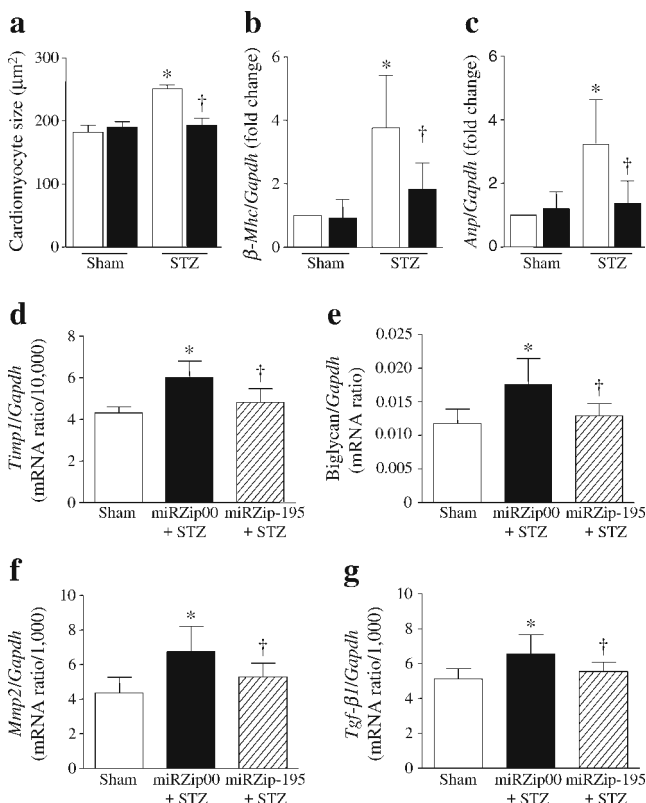 a
Cardiomyocyte size (µm²)
300
200
100
0
*
†
Sham
STZ
b
β-Mhc/Gapdh (fold change)
6
4
2
0
*
†
Sham
STZ
c
Anp/Gapdh (fold change)
6
4
2
0
*
†
Sham
STZ
d
Timp1/Gapdh
(mRNA ratio/10,000)
8
6
4
2
0
*
†
Sham
miRZip00
+ STZ
miRZip-195
+ STZ
e
Biglycan/Gapdh
(mRNA ratio)
0.025
0.020
0.015
0.010
0.005
0
*
†
Sham
miRZip00
+ STZ
miRZip-195
+ STZ
f
Mmp2/Gapdh
(mRNA ratio/1,000)
10
8
6
4
2
0
*
†
Sham
miRZip00
+ STZ
miRZip-195
+ STZ
g
Tgf-β1/Gapdh
(mRNA ratio/1,000)
10
8
6
4
2
0
*
†
Sham
miRZip00
+ STZ
miRZip-195
+ STZ